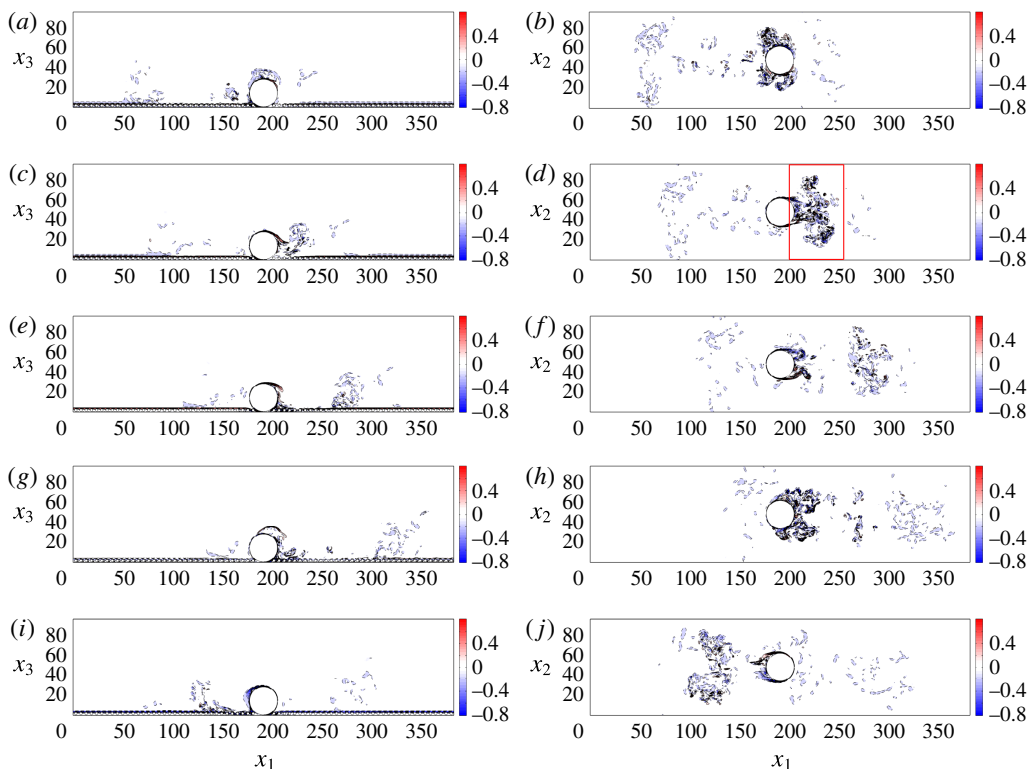 (a) 80 60 40 20 0 x3 50 100 150 200 250 300 350 0.4 0 −0.4 −0.8
(b) 80 60 40 20 0 x2 50 100 150 200 250 300 350 0.4 0 −0.4 −0.8
(c) 80 60 40 20 0 x3 50 100 150 200 250 300 350 0.4 0 −0.4 −0.8
(d) 80 60 40 20 0 x2 50 100 150 200 250 300 350 0.4 0 −0.4 −0.8
(e) 80 60 40 20 0 x3 50 100 150 200 250 300 350 0.4 0 −0.4 −0.8
(f) 80 60 40 20 0 x2 50 100 150 200 250 300 350 0.4 0 −0.4 −0.8
(g) 80 60 40 20 0 x3 50 100 150 200 250 300 350 0.4 0 −0.4 −0.8
(h) 80 60 40 20 0 x2 50 100 150 200 250 300 350 0.4 0 −0.4 −0.8
(i) 80 60 40 20 0 x3 50 100 150 200 250 300 350 0.4 0 −0.4 −0.8
x1
(j) 80 60 40 20 0 x2 50 100 150 200 250 300 350 0.4 0 −0.4 −0.8
x1